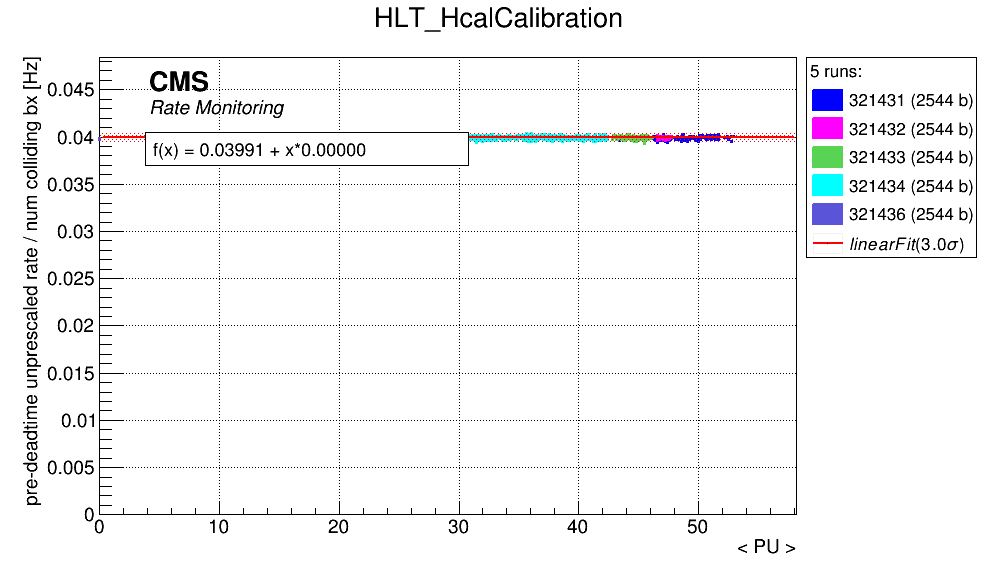 HLT_HcalCalibration
pre-deadtime unprescaled rate / num colliding bx [Hz]
CMS
Rate Monitoring
f(x) = 0.03991 + x*0.00000
0.045
0.04
0.035
0.03
0.025
0.02
0.015
0.01
0.005
0
0 10 20 30 40 50
< PU >
5 runs:
321431 (2544 b)
321432 (2544 b)
321433 (2544 b)
321434 (2544 b)
321436 (2544 b)
linearFit(3.0σ)